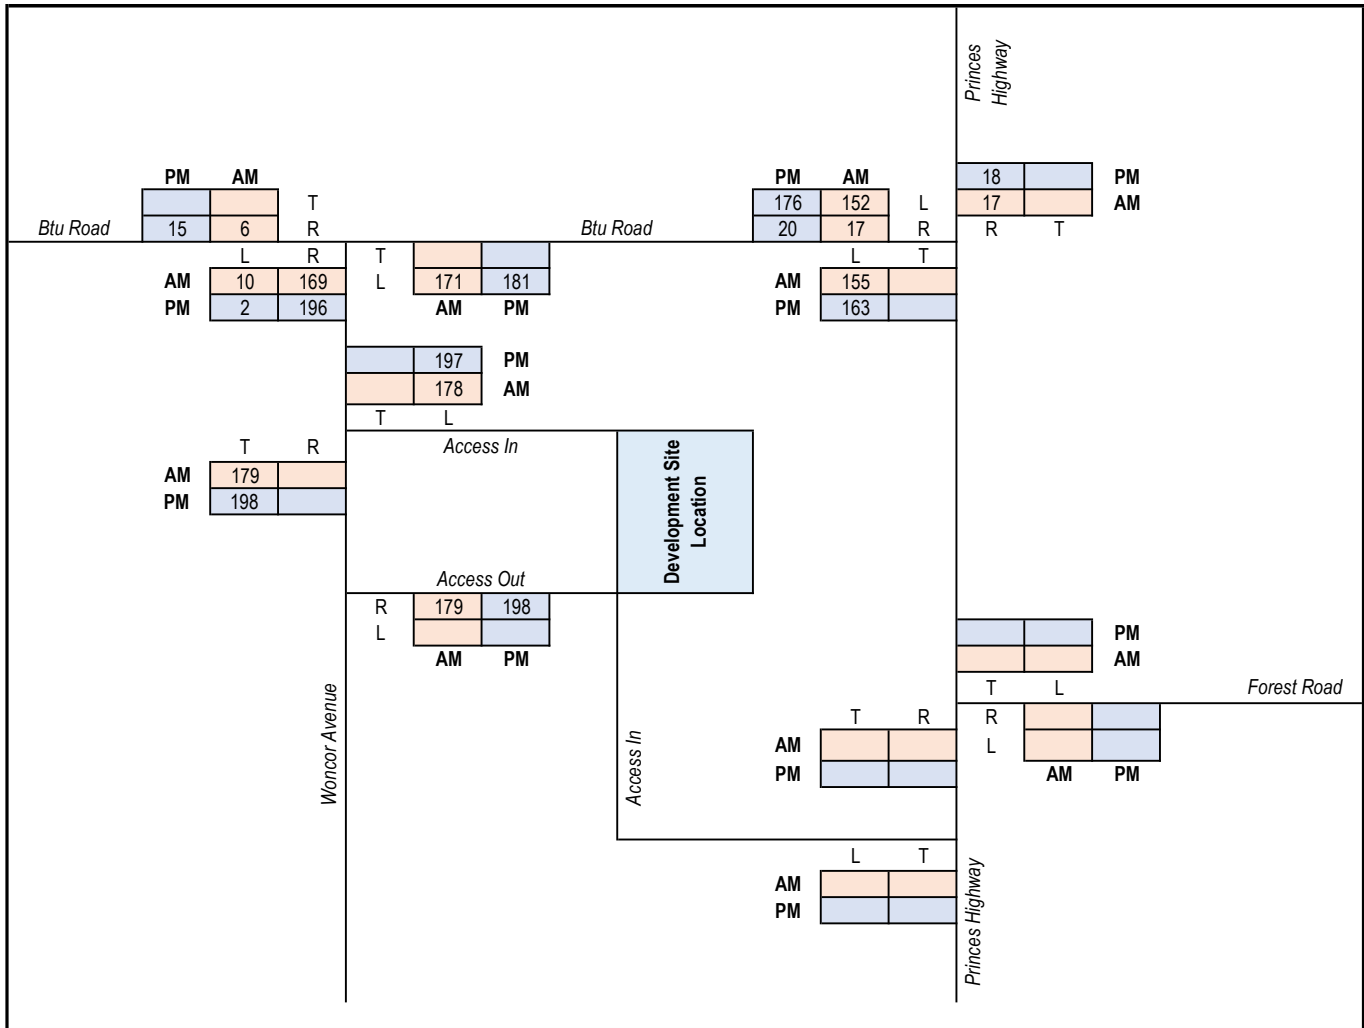 Princes
Highway
PM AM
T
Btu Road 15 6 R
L R
AM 10 169
PM 2 196
T
L 171 181
AM PM
Btu Road
PM AM
176 152 L
20 17 R
L T
AM 155
PM 163
18 PM
17 AM
R T
197 PM
178 AM
T L
Access In
T R
AM 179
PM 198
Development Site
Location
Access Out
R 179 198
L
AM PM
Woncor Avenue
Access In
PM
AM
T L
Forest Road
T R
AM
PM
R
L
AM PM
L T
AM
PM
Princes Highway